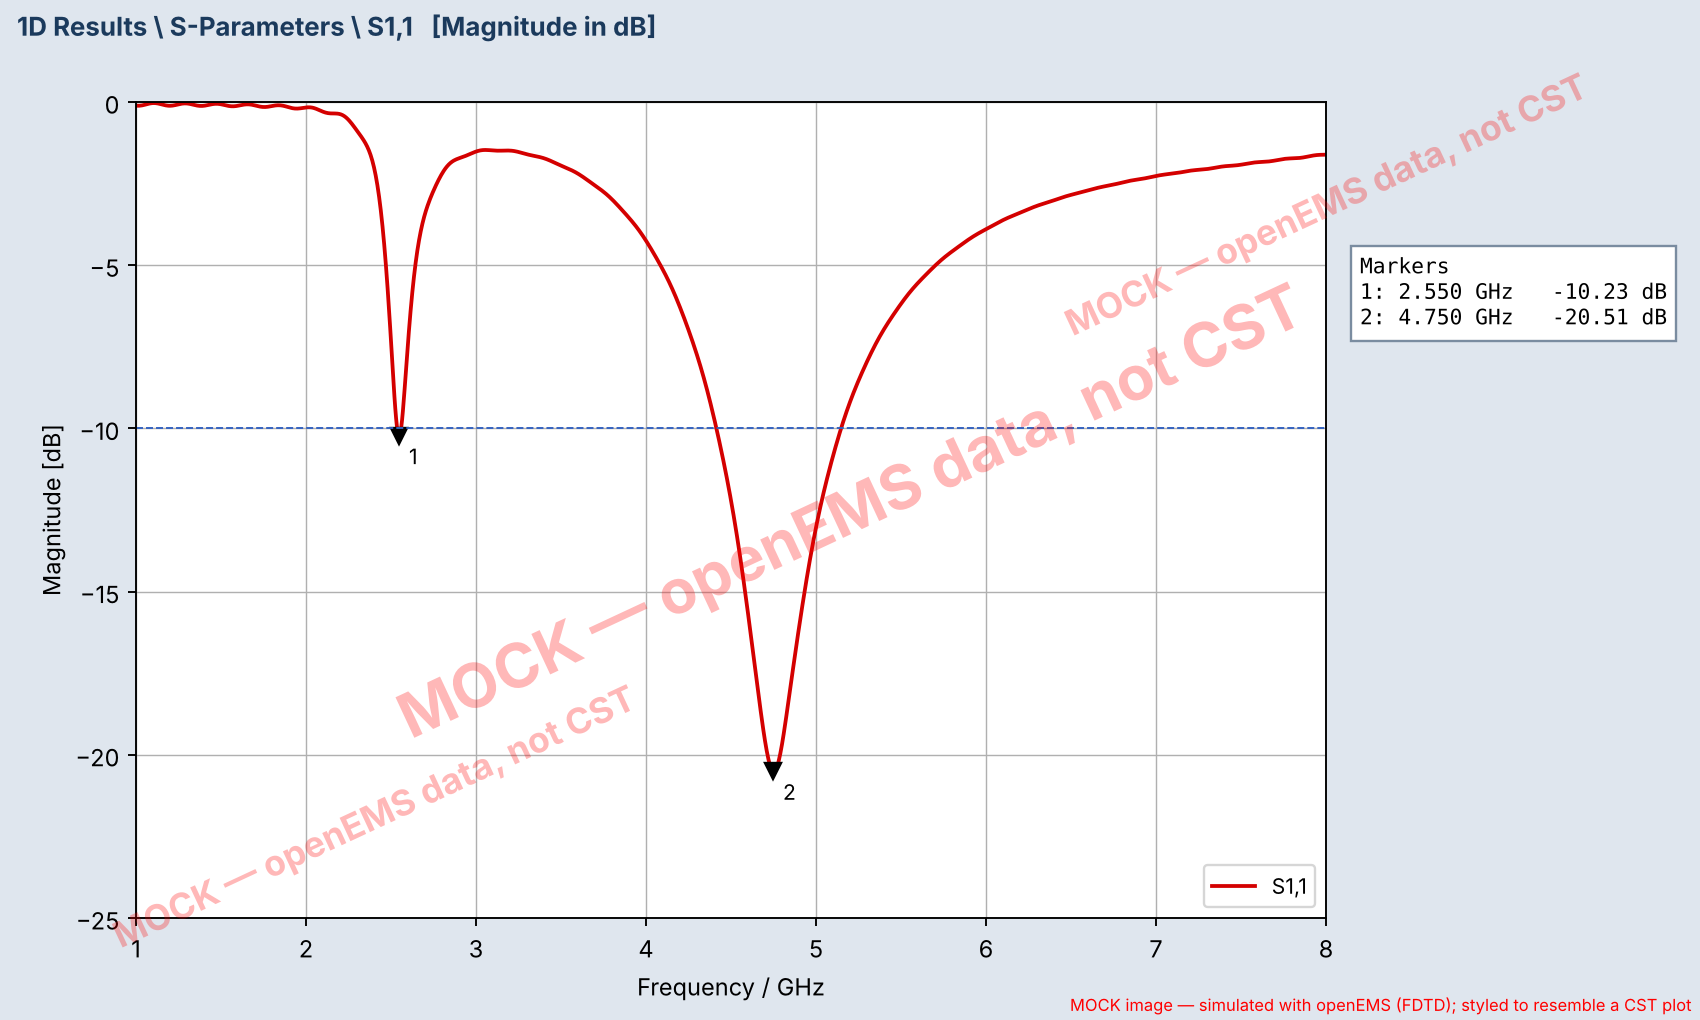 1D Results \ S-Parameters \ S1,1 [Magnitude in dB]
MOCK — openEMS data, not CST
0
−5
−10
−15
−20
−25
Magnitude [dB]
Markers
1: 2.550 GHz -10.23 dB
2: 4.750 GHz -20.51 dB
1
MOCK — openEMS data, not CST
MOCK — openEMS data, not CST
2
S1,1
1 2 3 4 5 6 7 8
Frequency / GHz
MOCK image — simulated with openEMS (FDTD); styled to resemble a CST plot